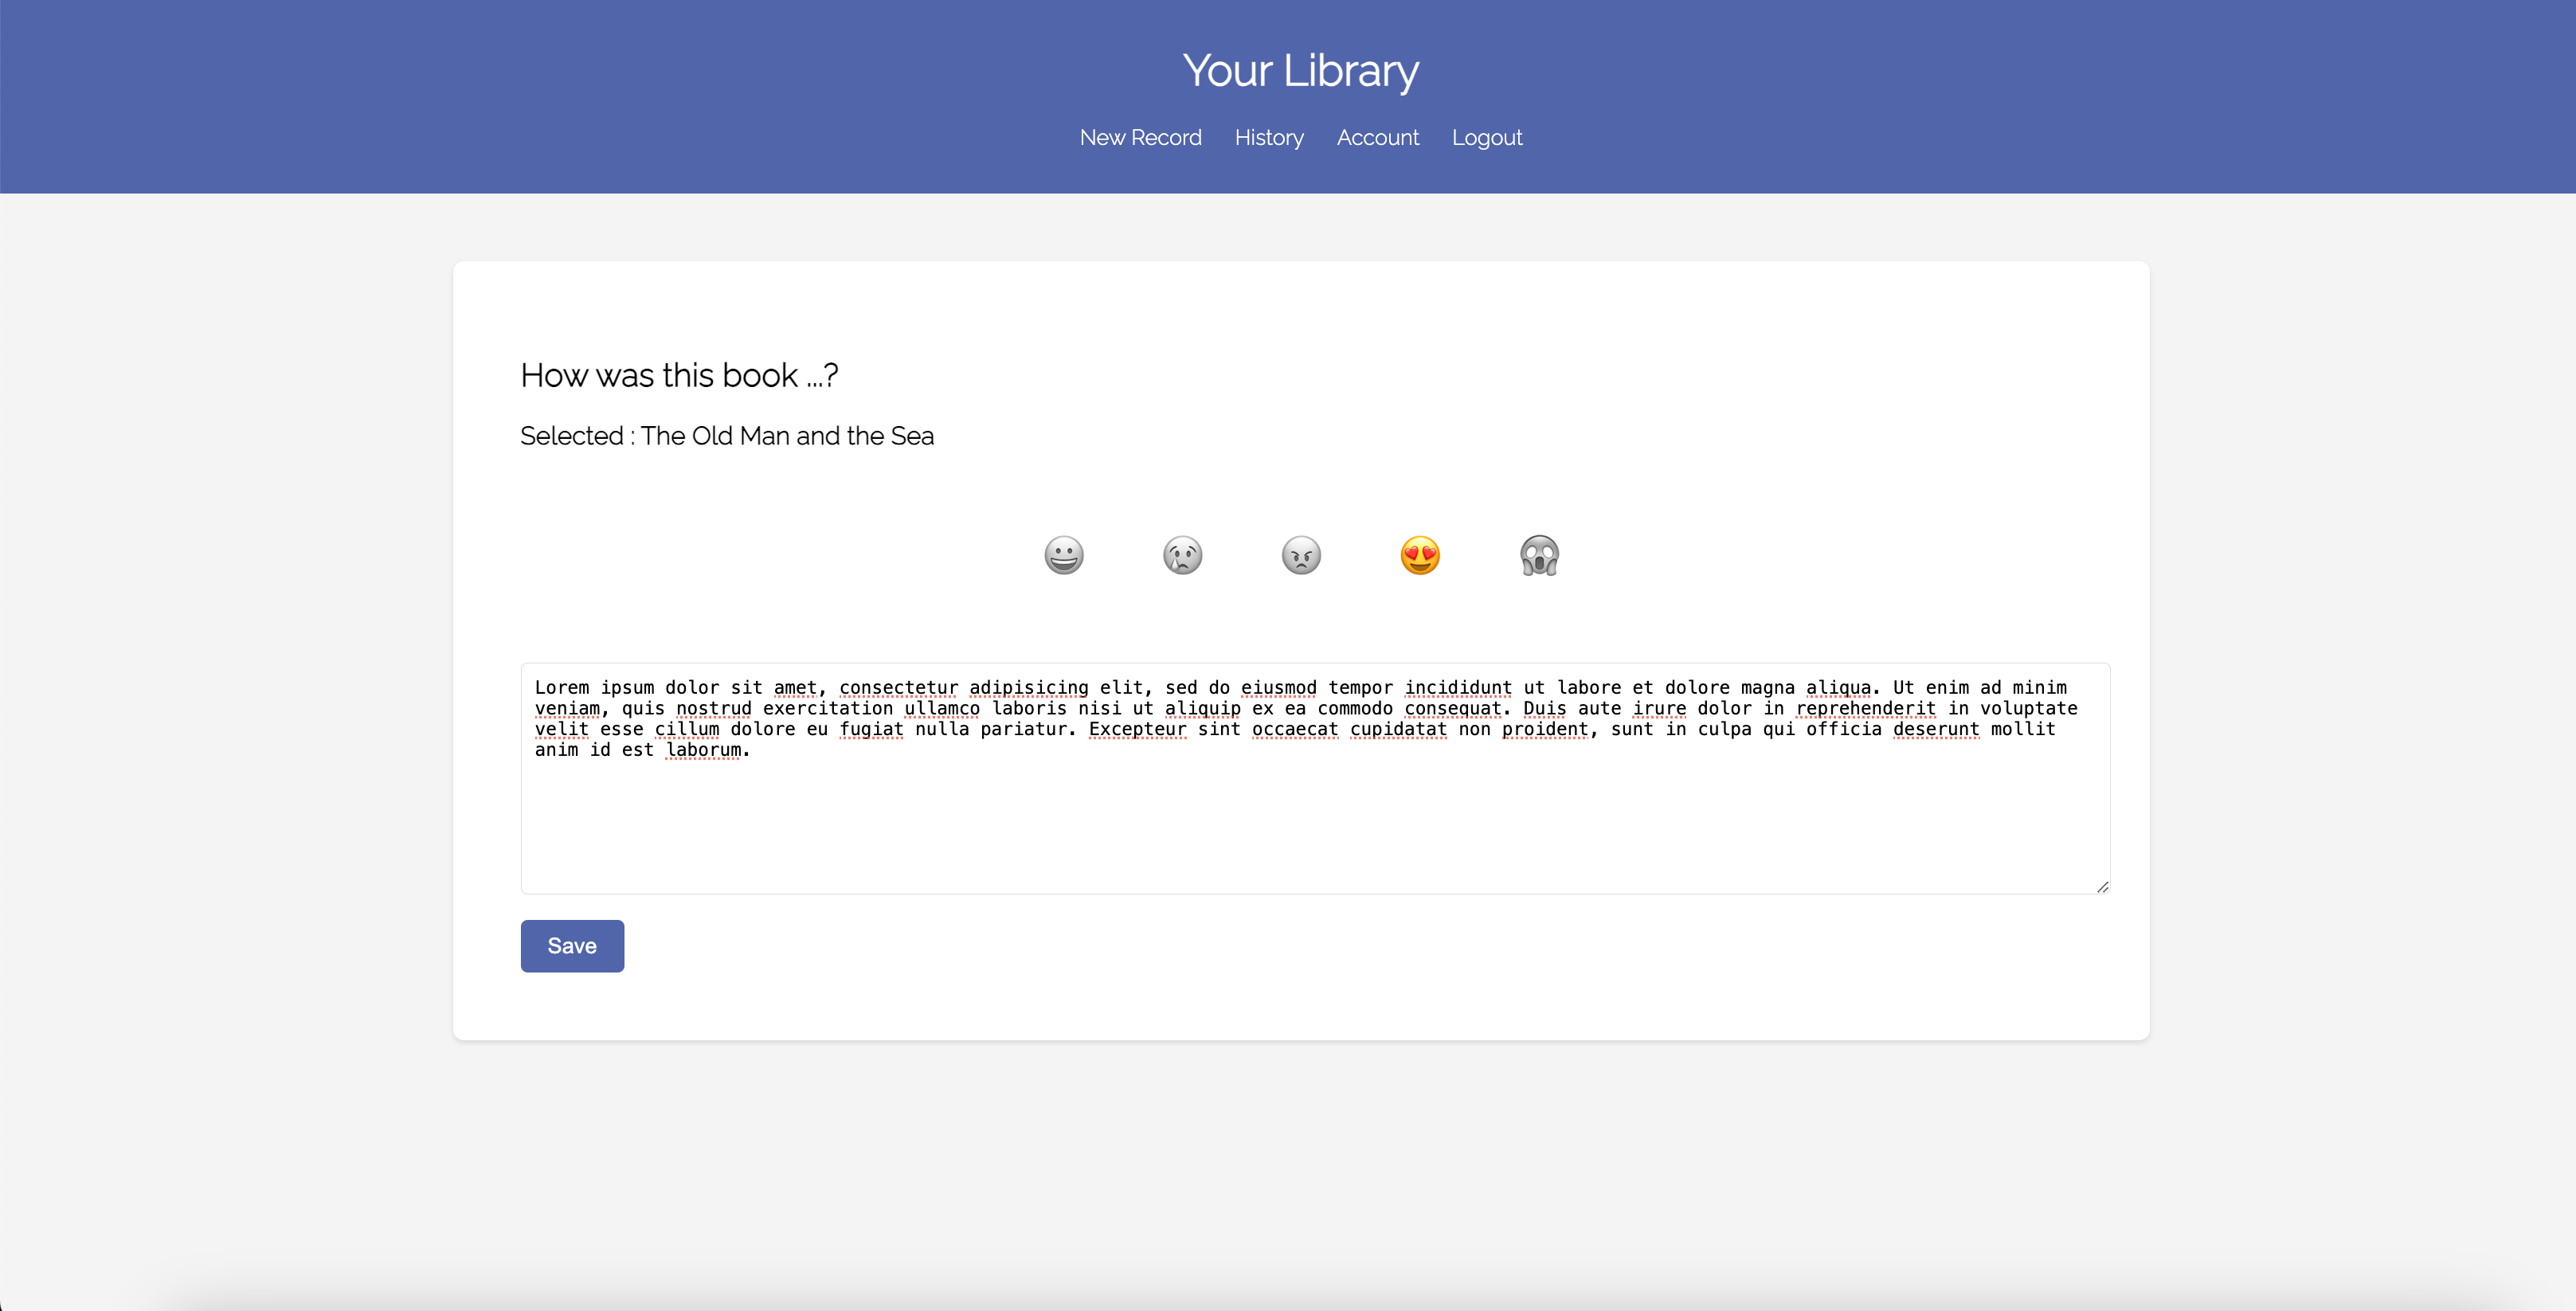 Your Library
New Record History Account Logout
How was this book ...?
Selected : The Old Man and the Sea
Lorem ipsum dolor sit amet, consectetur adipisicing elit, sed do eiusmod tempor incididunt ut labore et dolore magna aliqua. Ut enim ad minim
veniam, quis nostrud exercitation ullamco laboris nisi ut aliquip ex ea commodo consequat. Duis aute irure dolor in reprehenderit in voluptate
velit esse cillum dolore eu fugiat nulla pariatur. Excepteur sint occaecat cupidatat non proident, sunt in culpa qui officia deserunt mollit
anim id est laborum.
Save